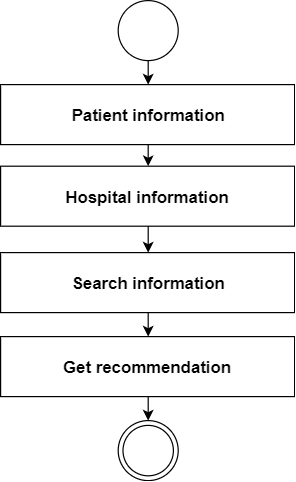 Patient information
Hospital information
Search information
Get recommendation